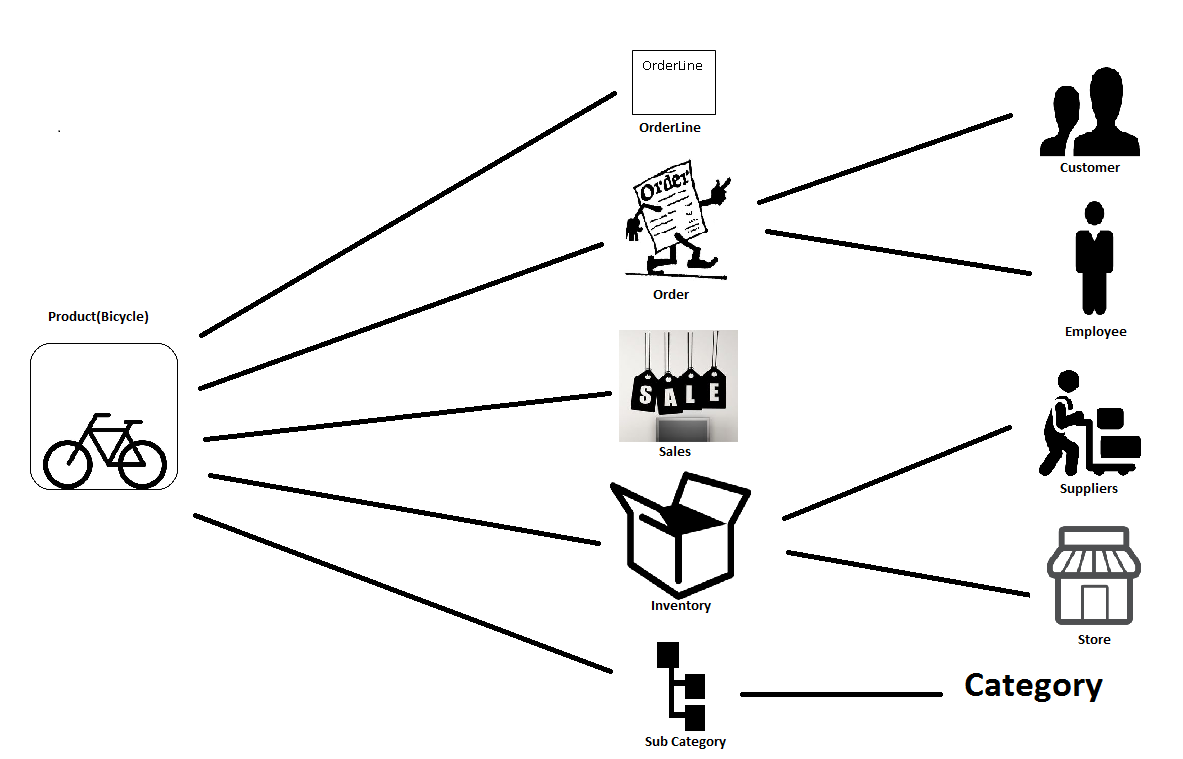 OrderLine
OrderLine
Customer
Order
Order
Product(Bicycle)
Employee
SALE
Sales
Suppliers
Inventory
Store
Category
Sub Category